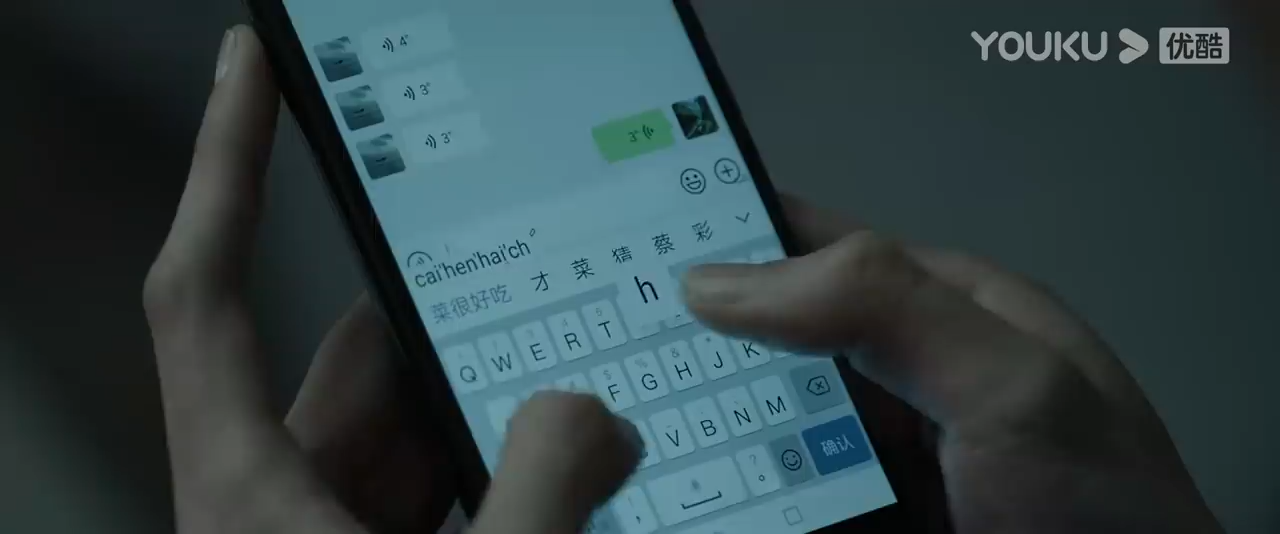 YOUKU 优酷
4"
3"
3"
3"
cai'hen'hai'ch
菜很好吃 才 菜 猜 蔡 彩
h
Q W E R T
F G H J K
V B N M
确认